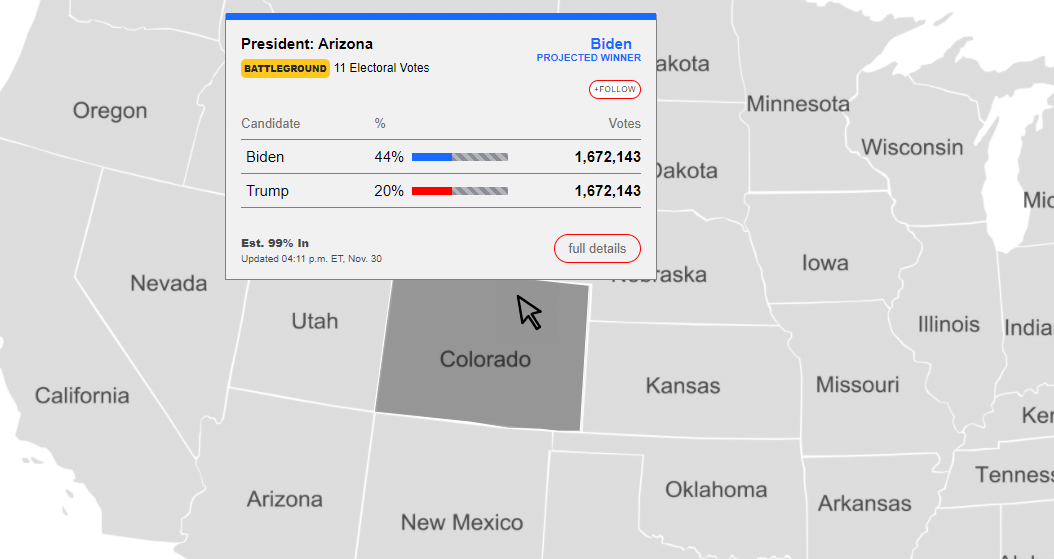 President: Arizona
Biden
PROJECTED WINNER
BATTLEGROUND 11 Electoral Votes
+FOLLOW
Candidate % Votes
Biden 44% 1,672,143
Trump 20% 1,672,143
Est. 99% In
Updated 04:11 p.m. ET, Nov. 30
full details
akota
Oregon
Minnesota
Wisconsin
Dakota
Mic
Nevada
braska
Iowa
Utah
Illinois
India
Colorado
California
Kansas
Missouri
Ken
Tennes
Arizona
Oklahoma
Arkansas
New Mexico